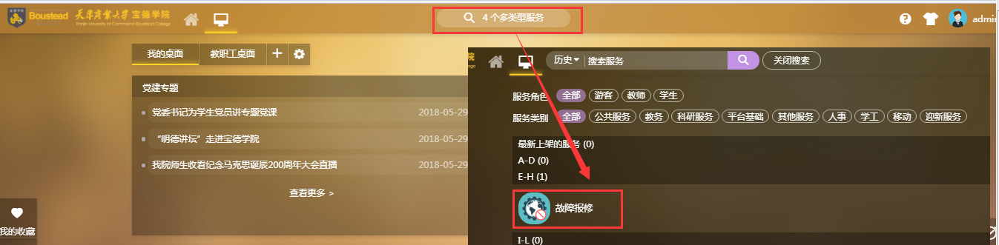 Boustead 天津商业大学宝德学院
Tianjin University of Commerce Boustead College
4 个多类型服务
admin
我的桌面 教职工桌面
党建专题
党委书记为学生党员讲专题党课 2018-05-29
“明德讲坛”走进宝德学院 2018-05-29
我院师生收看纪念马克思诞辰200周年大会直播 2018-05-29
查看更多 >
我的收藏
历史 搜索服务 关闭搜索
服务角色 全部 游客 教师 学生
服务类别 全部 公共服务 教务 科研服务 平台基础 其他服务 人事 学工 移动 迎新服务
最新上架的服务 (0)
A-D (0)
E-H (1)
故障报修
I-L (0)